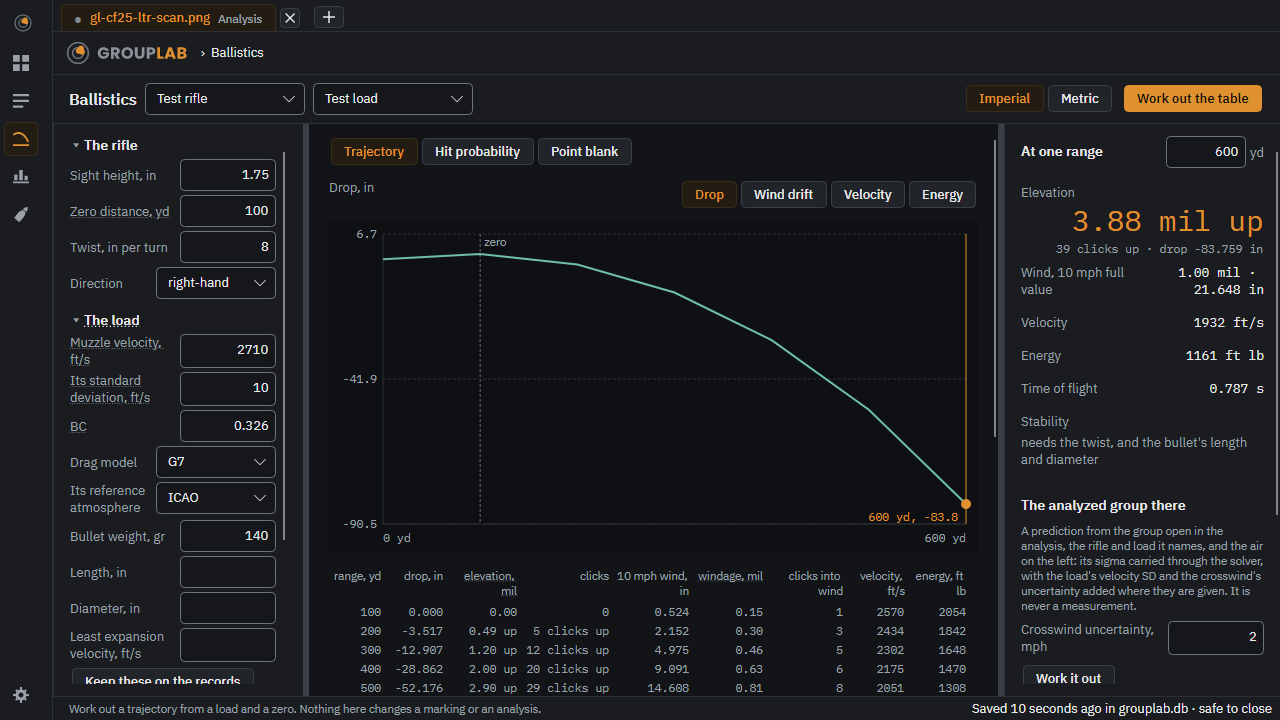 gl-cf25-ltr-scan.png Analysis
GROUPLAB › Ballistics
Ballistics Test rifle Test load Imperial Metric Work out the table
The rifle
Sight height, in 1.75
Zero distance, yd 100
Twist, in per turn 8
Direction right-hand
The load
Muzzle velocity, ft/s 2710
Its standard deviation, ft/s 10
BC 0.326
Drag model G7
Its reference atmosphere ICAO
Bullet weight, gr 140
Length, in
Diameter, in
Least expansion velocity, ft/s
Keep these on the records
Trajectory Hit probability Point blank
Drop, in Drop Wind drift Velocity Energy
6.7
zero
-41.9
-90.5
600 yd, -83.8
0 yd 600 yd
range, yd drop, in elevation, mil clicks 10 mph wind, in windage, mil clicks into wind velocity, ft/s energy, ft lb
100 0.000 0.00 0 0.524 0.15 1 2570 2054
200 -3.517 0.49 up 5 clicks up 2.152 0.30 3 2434 1842
300 -12.907 1.20 up 12 clicks up 4.975 0.46 5 2302 1648
400 -28.862 2.00 up 20 clicks up 9.091 0.63 6 2175 1470
500 -52.176 2.90 up 29 clicks up 14.608 0.81 8 2051 1308
At one range 600 yd
Elevation
3.88 mil up
39 clicks up · drop -83.759 in
Wind, 10 mph full value 1.00 mil · 21.648 in
Velocity 1932 ft/s
Energy 1161 ft lb
Time of flight 0.787 s
Stability
needs the twist, and the bullet's length
and diameter
The analyzed group there
A prediction from the group open in the
analysis, the rifle and load it names, and the air
on the left: its sigma carried through the solver,
with the load's velocity SD and the crosswind's
uncertainty added where they are given. It is
never a measurement.
Crosswind uncertainty, mph 2
Work it out
Work out a trajectory from a load and a zero. Nothing here changes a marking or an analysis.
Saved 10 seconds ago in grouplab.db · safe to close